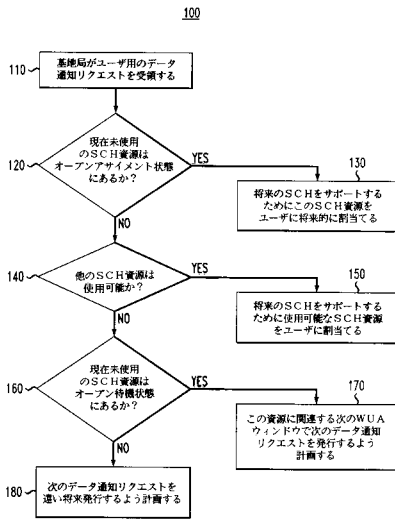 100
110
基地局がユーザ用のデータ
通知リクエストを受領する
120
現在未使用
のSCH資源は
オープンアサイメント状態
にあるか?
YES
130
将来のSCHをサポートする
ためにこのSCH資源を
ユーザに将来的に割当てる
NO
140
他のSCH資源は
使用可能か?
YES
150
将来のSCHをサポートする
ために使用可能なSCH資源
をユーザに割当てる
NO
160
現在未使用
のSCH資源は
オープン待機状態
にあるか?
YES
170
この資源に関連する次のWUA
ウィンドウで次のデータ通知
リクエストを発行するよう
計画する
NO
180
次のデータ通知リクエストを
遠い将来発行するよう計画する